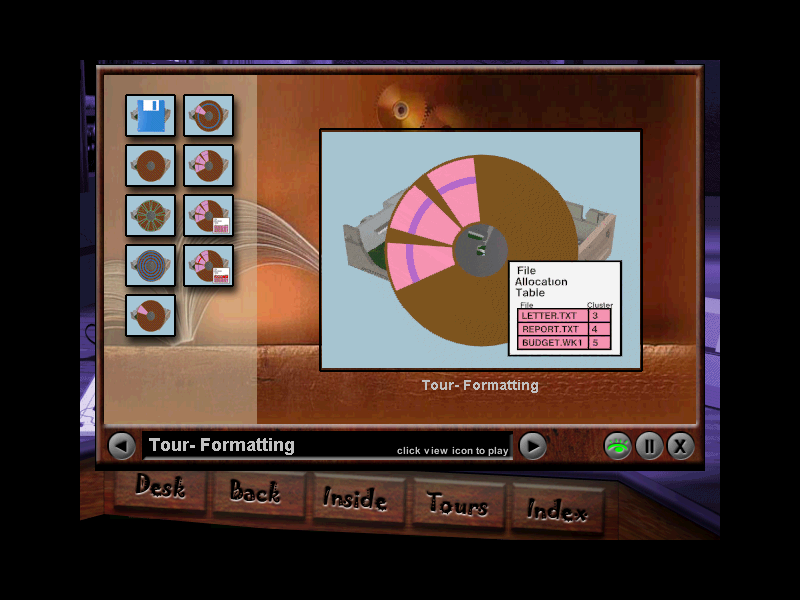 File
Allocation
Table
File Cluster
LETTER.TXT 3
REPORT.TXT 4
BUDGET.WK1 5
Tour- Formatting
Tour- Formatting
click view icon to play
X
Desk Back Inside Tours Index